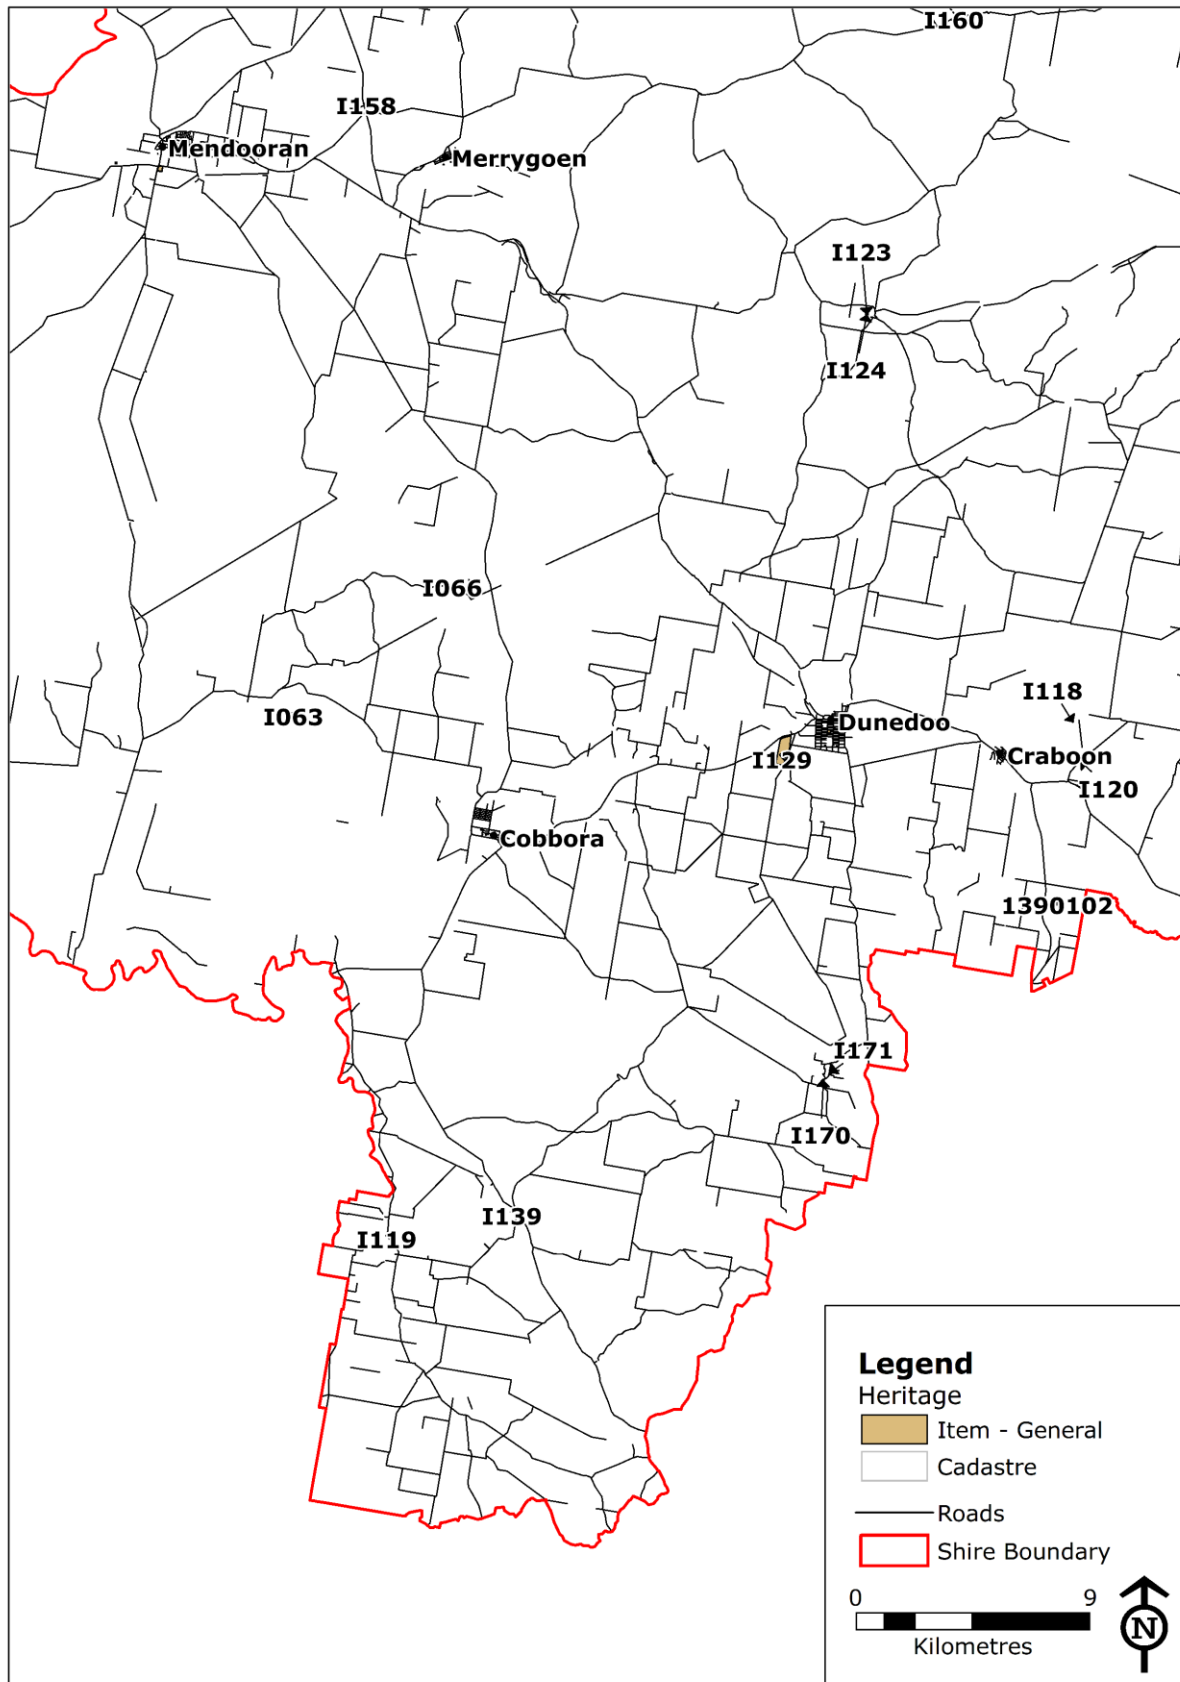 I160
I158
Mendooran
Merrygoen
I123
I124
I066
I118
I063
Dunedoo
I129
Craboon
I120
Cobbora
1390102
I171
I170
I139
I119
Legend
Heritage
Item - General
Cadastre
Roads
Shire Boundary
0 9
Kilometres
N